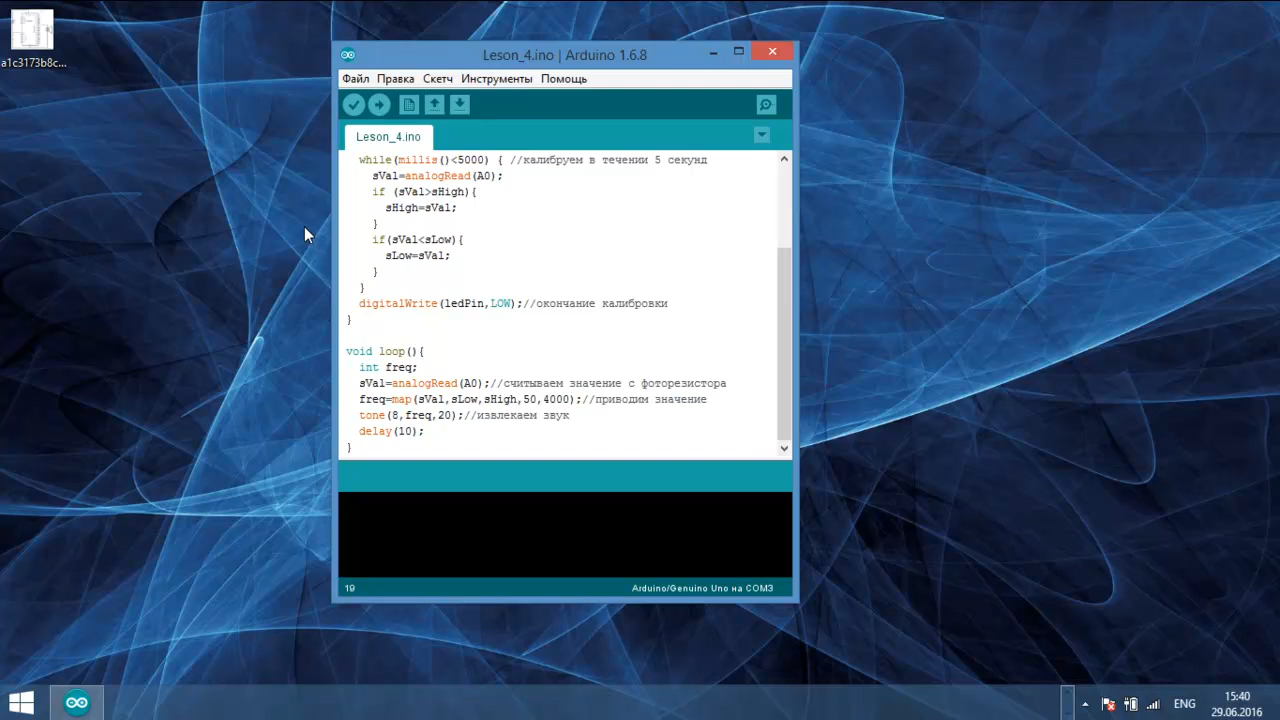 a1c3173b8c...
Leson_4.ino | Arduino 1.6.8
Файл Правка Скетч Инструменты Помощь
Leson_4.ino
while(millis()<5000) { //калибруем в течении 5 секунд
sVal=analogRead(A0);
if (sVal>sHigh){
sHigh=sVal;
}
if(sVal<sLow){
sLow=sVal;
}
}
digitalWrite(ledPin,LOW);//окончание калибровки
}
void loop(){
int freq;
sVal=analogRead(A0);//считываем значение с фоторезистора
freq=map(sVal,sLow,sHigh,50,4000);//приводим значение
tone(8,freq,20);//извлекаем звук
delay(10);
}
19
Arduino/Genuino Uno на COM3
ENG
15:40
29.06.2016